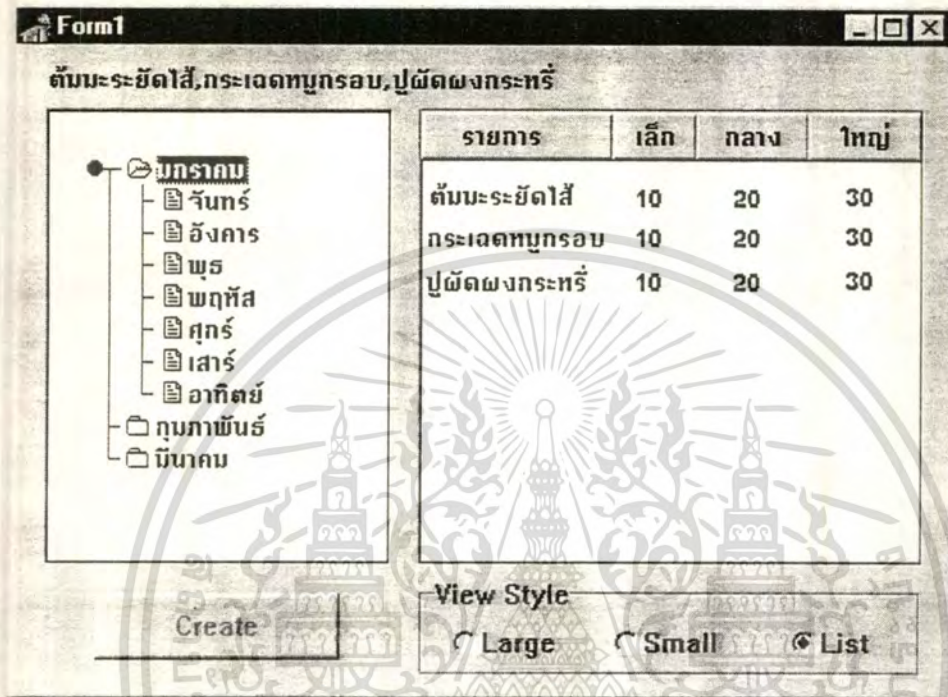 Form1
ต้มมะระยัดไส้,กระเฉดหมูกรอบ,ปูผัดผงกระหรี่
มกราคม
จันทร์
อังคาร
พุธ
พฤหัส
ศุกร์
เสาร์
อาทิตย์
กุมภาพันธ์
มีนาคม
รายการ เล็ก กลาง ใหญ่
ต้มมะระยัดไส้ 10 20 30
กระเฉดหมูกรอบ 10 20 30
ปูผัดผงกระหรี่ 10 20 30
Create
View Style
Large Small List